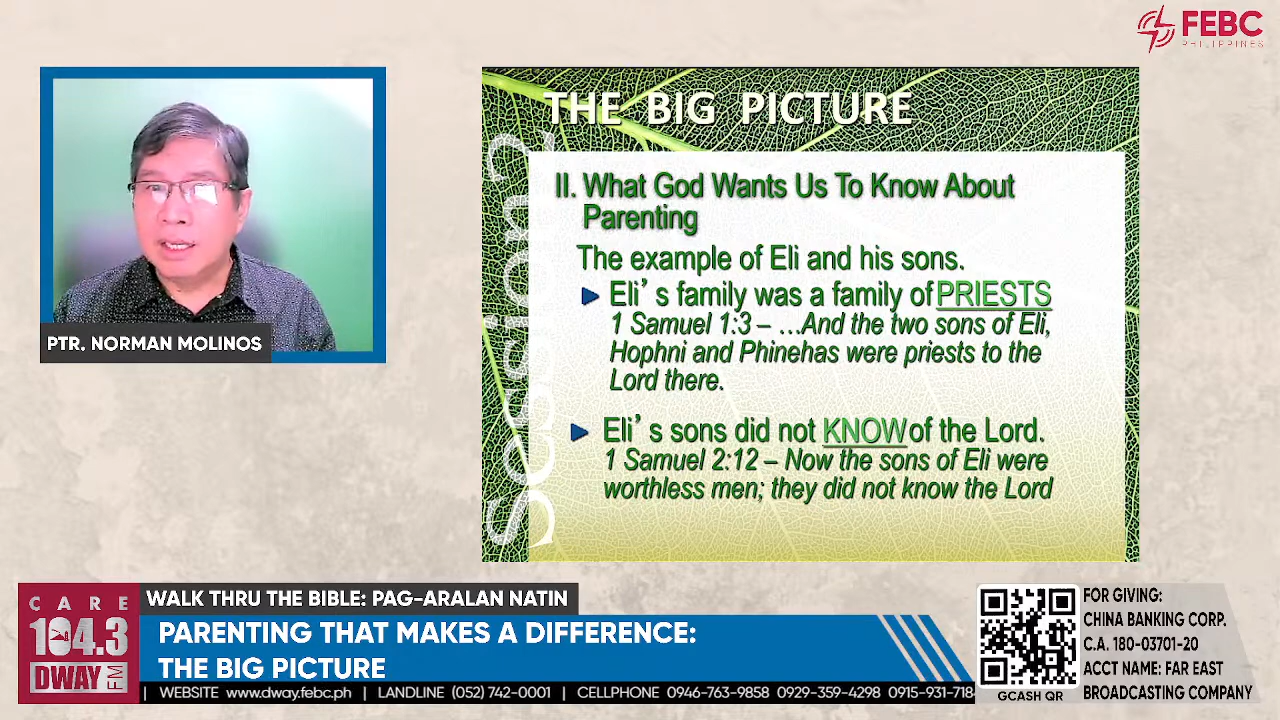 FEBC
PHILIPPINES
THE BIG PICTURE
Session 2
II. What God Wants Us To Know About
Parenting
The example of Eli and his sons.
Eli's family was a family of PRIESTS
1 Samuel 1:3 – …And the two sons of Eli,
Hophni and Phinehas were priests to the
Lord there.
Eli's sons did not KNOW of the Lord.
1 Samuel 2:12 – Now the sons of Eli were
worthless men; they did not know the Lord
PTR. NORMAN MOLINOS
CARE
104.3
DWAY FM
WALK THRU THE BIBLE: PAG-ARALAN NATIN
PARENTING THAT MAKES A DIFFERENCE:
THE BIG PICTURE
| WEBSITE www.dway.febc.ph | LANDLINE (052) 742-0001 | CELLPHONE 0946-763-9858 0929-359-4298 0915-931-718
GCASH QR
FOR GIVING:
CHINA BANKING CORP.
C.A. 180-03701-20
ACCT NAME: FAR EAST
BROADCASTING COMPANY